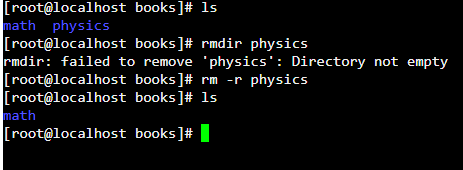 [root@localhost books]# ls
math  physics
[root@localhost books]# rmdir physics
rmdir: failed to remove 'physics': Directory not empty
[root@localhost books]# rm -r physics
[root@localhost books]# ls
math
[root@localhost books]#